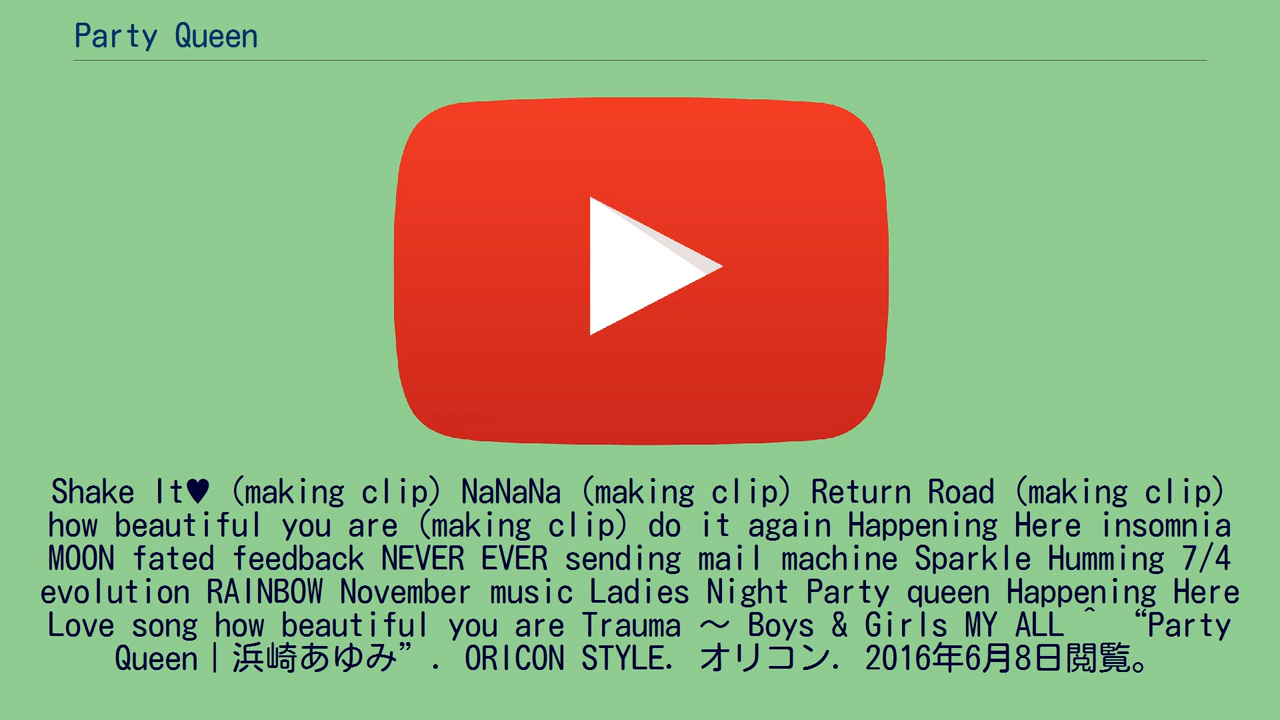 Party Queen
Shake It♥ (making clip) NaNaNa (making clip) Return Road (making clip)
how beautiful you are (making clip) do it again Happening Here insomnia
MOON fated feedback NEVER EVER sending mail machine Sparkle Humming 7/4
evolution RAINBOW November music Ladies Night Party queen Happening Here
Love song how beautiful you are Trauma ～ Boys & Girls MY ALL ^ “Party
Queen｜浜崎あゆみ”. ORICON STYLE. オリコン. 2016年6月8日閲覧。